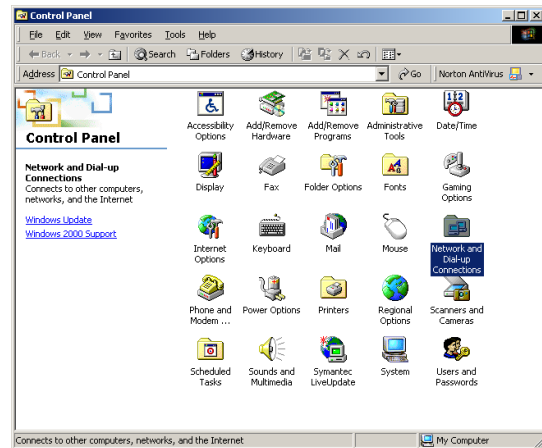 Control Panel
File Edit View Favorites Tools Help
Back Search Folders History
Address Control Panel Go Norton AntiVirus
Control Panel
Network and Dial-up
Connections
Connects to other computers,
networks, and the Internet
Windows Update
Windows 2000 Support
Accessibility
Options
Add/Remove
Hardware
Add/Remove
Programs
Administrative
Tools
Date/Time
Display
Fax
Folder Options
Fonts
Gaming
Options
Internet
Options
Keyboard
Mail
Mouse
Network and
Dial-up
Connections
Phone and
Modem ...
Power Options
Printers
Regional
Options
Scanners and
Cameras
Scheduled
Tasks
Sounds and
Multimedia
Symantec
LiveUpdate
System
Users and
Passwords
Connects to other computers, networks, and the Internet My Computer